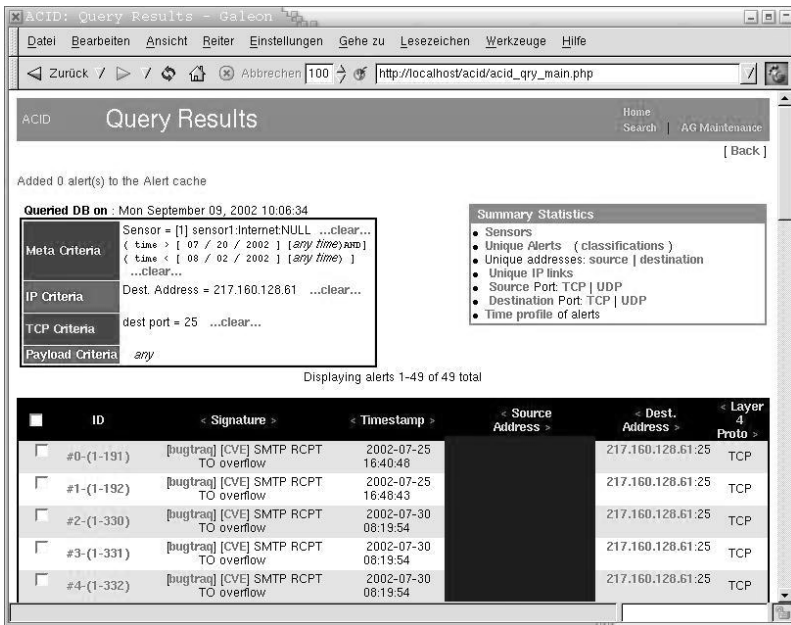 ACID: Query Results - Galeon
Datei Bearbeiten Ansicht Reiter Einstellungen Gehe zu Lesezeichen Werkzeuge Hilfe
Zurück Abbrechen 100 http://localhost/acid/acid_qry_main.php
ACID Query Results
Home
Search | AG Maintenance
[ Back ]
Added 0 alert(s) to the Alert cache
Queried DB on : Mon September 09, 2002 10:06:34
Meta Criteria
Sensor = [1] sensor1:Internet:NULL ...clear...
( time > [ 07 / 20 / 2002 ] [any time) AND]
( time < [ 08 / 02 / 2002 ] [any time) ]
...clear...
IP Criteria
Dest. Address = 217.160.128.61 ...clear...
TCP Criteria
dest port = 25 ...clear...
Payload Criteria any
Summary Statistics
Sensors
Unique Alerts ( classifications )
Unique addresses: source | destination
Unique IP links
Source Port: TCP | UDP
Destination Port: TCP | UDP
Time profile of alerts
Displaying alerts 1-49 of 49 total
ID < Signature > < Timestamp > < Source Address > < Dest. Address > < Layer 4 Proto >
#0-(1-191) [bugtraq] [CVE] SMTP RCPT TO overflow 2002-07-25 16:40:48 217.160.128.61:25 TCP
#1-(1-192) [bugtraq] [CVE] SMTP RCPT TO overflow 2002-07-25 16:48:43 217.160.128.61:25 TCP
#2-(1-330) [bugtraq] [CVE] SMTP RCPT TO overflow 2002-07-30 08:19:54 217.160.128.61:25 TCP
#3-(1-331) [bugtraq] [CVE] SMTP RCPT TO overflow 2002-07-30 08:19:54 217.160.128.61:25 TCP
#4-(1-332) [bugtraq] [CVE] SMTP RCPT TO overflow 2002-07-30 08:19:54 217.160.128.61:25 TCP